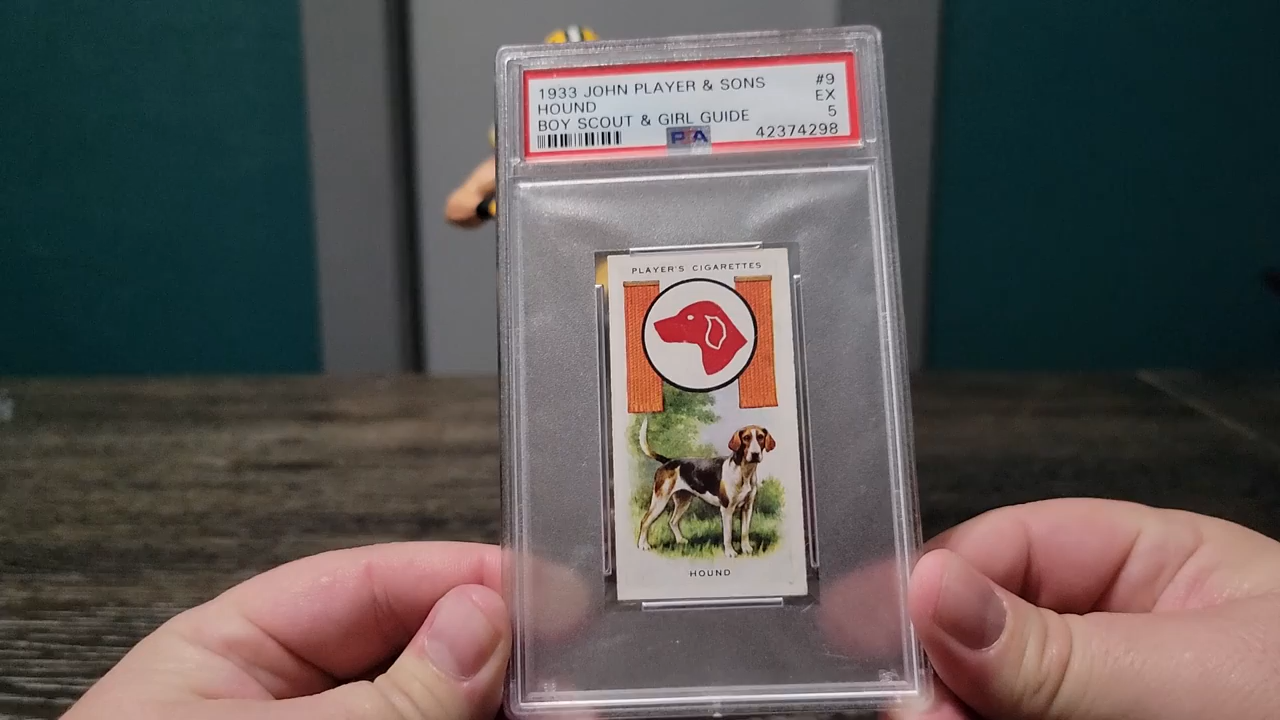 1933 JOHN PLAYER & SONS #9
HOUND EX
BOY SCOUT & GIRL GUIDE 5
PSA 42374298
PLAYER'S CIGARETTES
HOUND